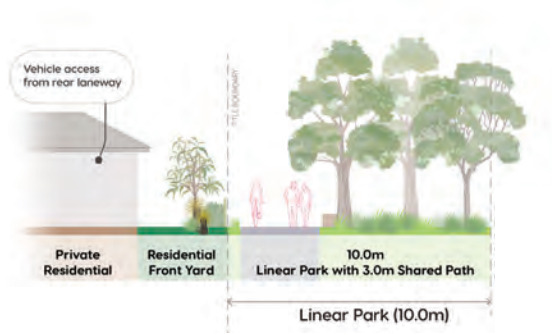 Vehicle access
from rear laneway
TITLE BOUNDARY
Private
Residential
Residential
Front Yard
10.0m
Linear Park with 3.0m Shared Path
Linear Park (10.0m)